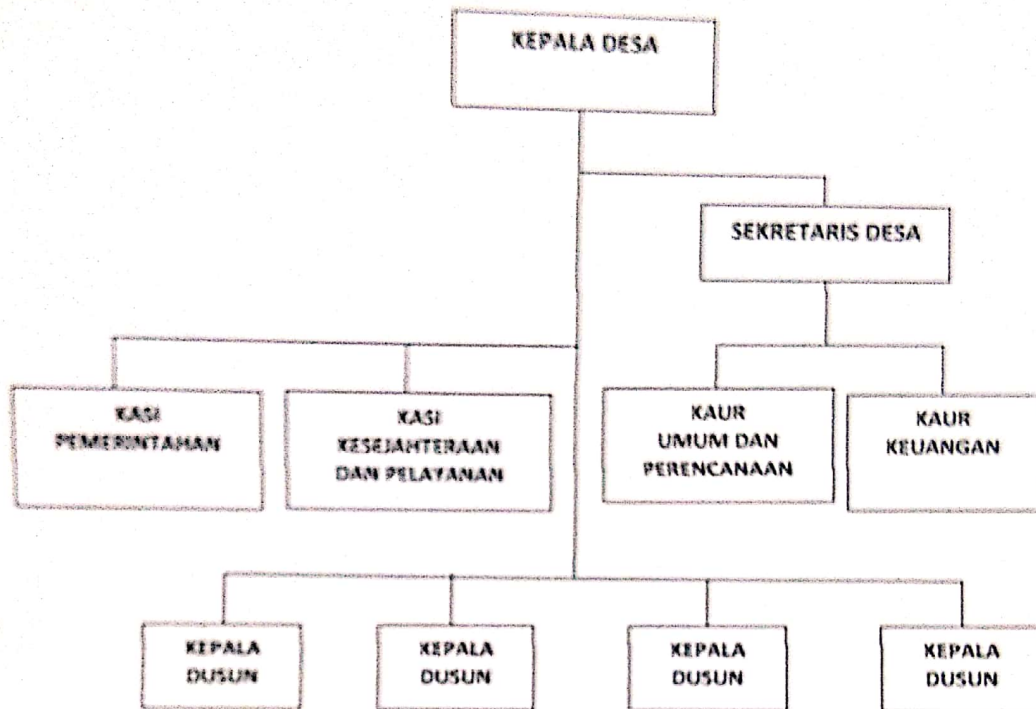 KEPALA DESA
SEKRETARIS DESA
KASI
PEMERINTAHAN
KASI
KESEJAHTERAAN
DAN PELAYANAN
KAUR
UMUM DAN
PERENCANAAN
KAUR
KEUANGAN
KEPALA
DUSUN
KEPALA
DUSUN
KEPALA
DUSUN
KEPALA
DUSUN